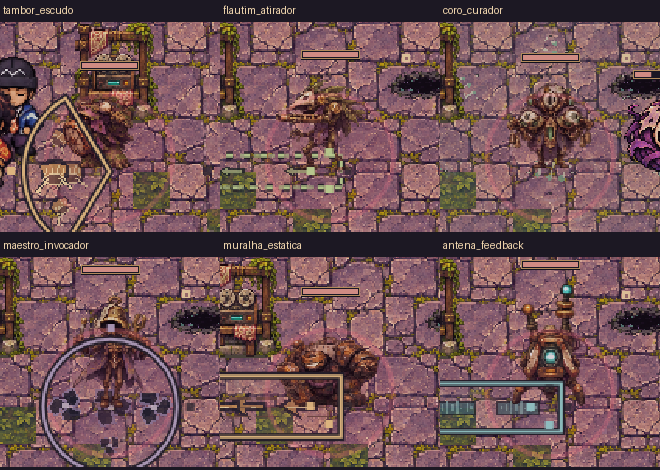 tambor_escudo
flautim_atirador
coro_curador
maestro_invocador
muralha_estatica
antena_feedback